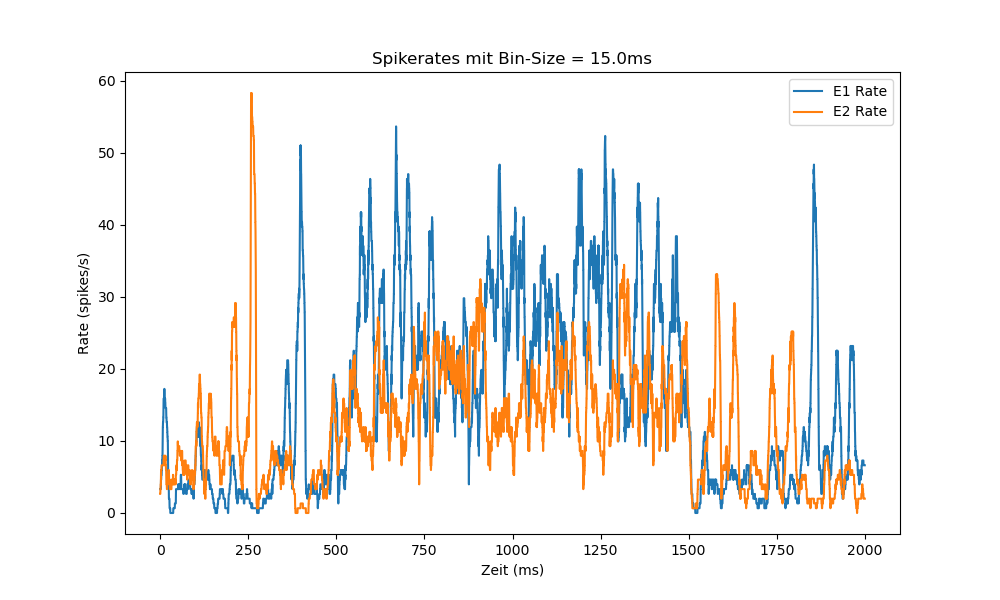 Spikerates mit Bin-Size = 15.0ms
E1 Rate
E2 Rate
60
50
40
30
20
10
0
Rate (spikes/s)
0 250 500 750 1000 1250 1500 1750 2000
Zeit (ms)